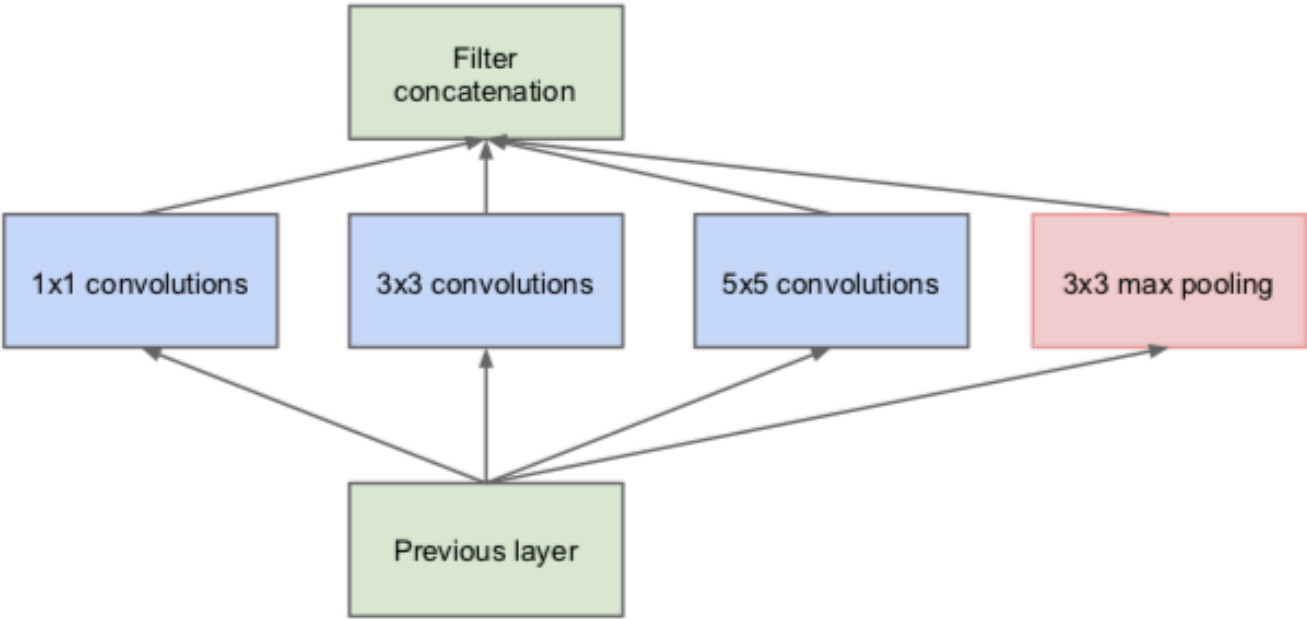 Filter
concatenation
1x1 convolutions
3x3 convolutions
5x5 convolutions
3x3 max pooling
Previous layer